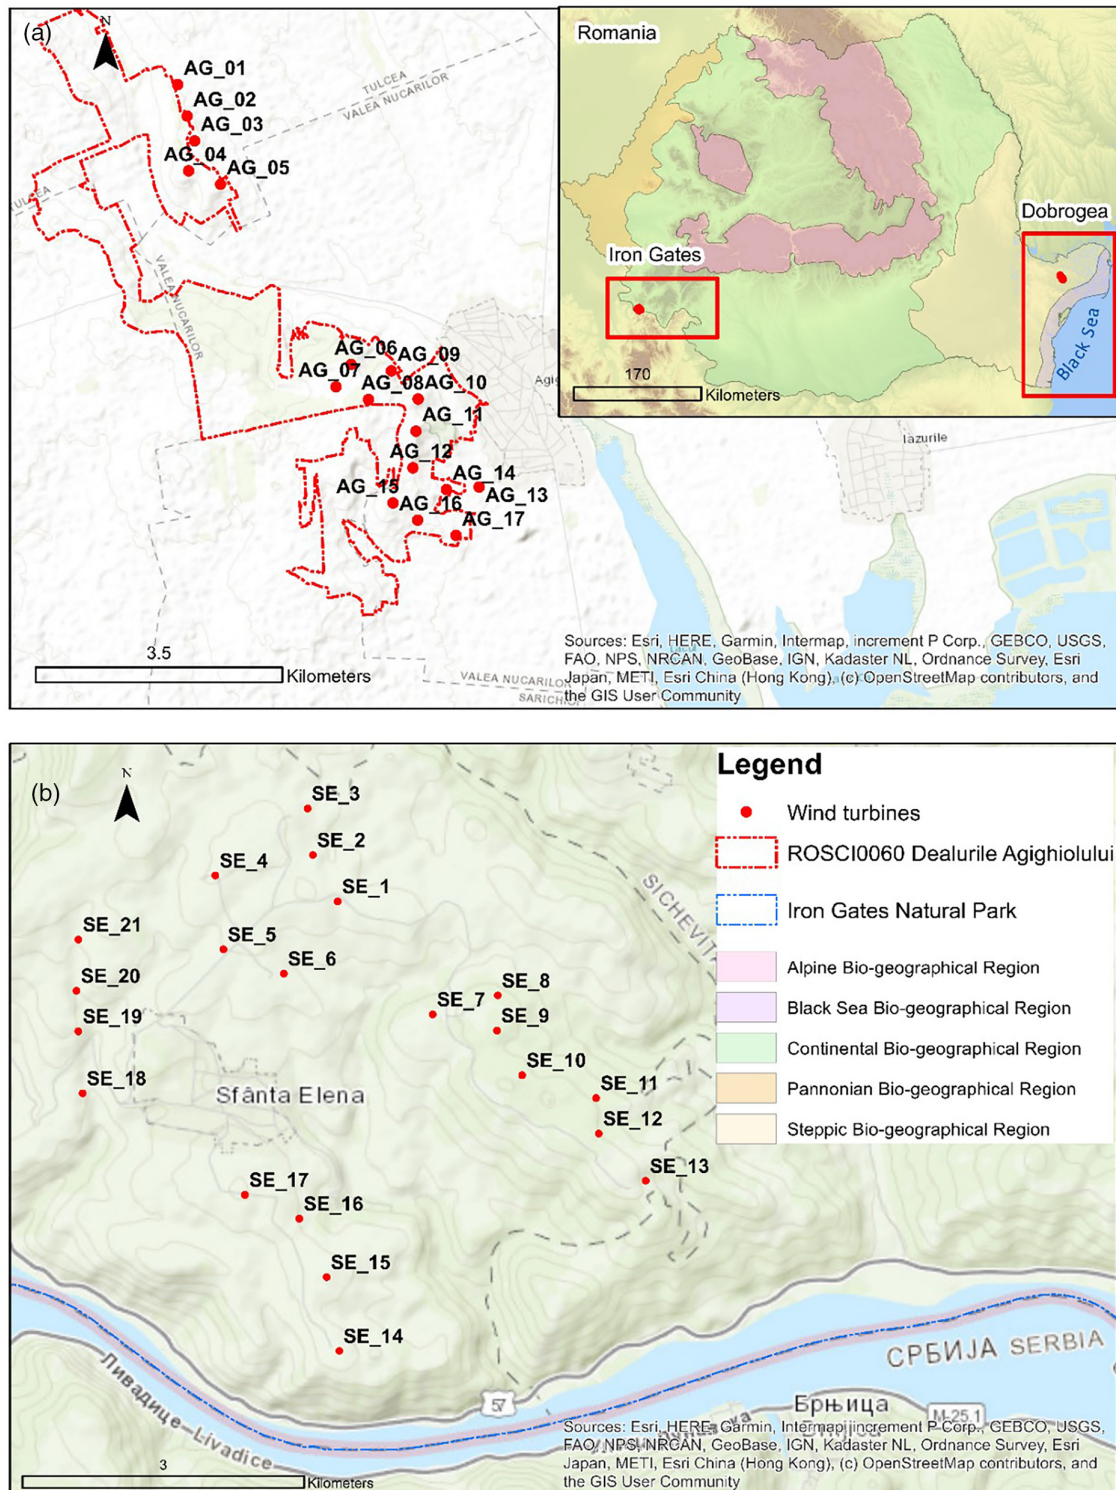 (a)
N
AG_01
AG_02
AG_03
AG_04
AG_05
TULCEA
VALEA NUCARILOR
TULCEA
VALEA NUCARILOR
AG_06
AG_07
AG_08
AG_09
AG_10
AG_11
AG_12
AG_13
AG_14
AG_15
AG_16
AG_17
Iazurile
3.5
Kilometers
VALEA NUCARILOR
SARICHIOI
Romania
Iron Gates
Dobrogea
Black Sea
170
Kilometers
Sources: Esri, HERE, Garmin, Intermap, increment P Corp., GEBCO, USGS,
FAO, NPS, NRCAN, GeoBase, IGN, Kadaster NL, Ordnance Survey, Esri
Japan, METI, Esri China (Hong Kong), (c) OpenStreetMap contributors, and
the GIS User Community
(b)
N
SE_3
SE_2
SE_4
SE_1
SE_21
SE_5
SE_6
SE_20
SE_8
SE_7
SE_19
SE_9
SE_10
SE_18
SE_11
Sfânta Elena
SE_12
SE_13
SE_17
SE_16
SE_15
SE_14
SICHEVITA
57
СРБИЈА SERBIA
Ливадице-Livadice
Брњица
Brnjica
M-25.1
3
Kilometers
Legend
Wind turbines
ROSCI0060 Dealurile Agighiolului
Iron Gates Natural Park
Alpine Bio-geographical Region
Black Sea Bio-geographical Region
Continental Bio-geographical Region
Pannonian Bio-geographical Region
Steppic Bio-geographical Region
Sources: Esri, HERE, Garmin, Intermap, increment P Corp., GEBCO, USGS,
FAO, NPS, NRCAN, GeoBase, IGN, Kadaster NL, Ordnance Survey, Esri
Japan, METI, Esri China (Hong Kong), (c) OpenStreetMap contributors, and
the GIS User Community